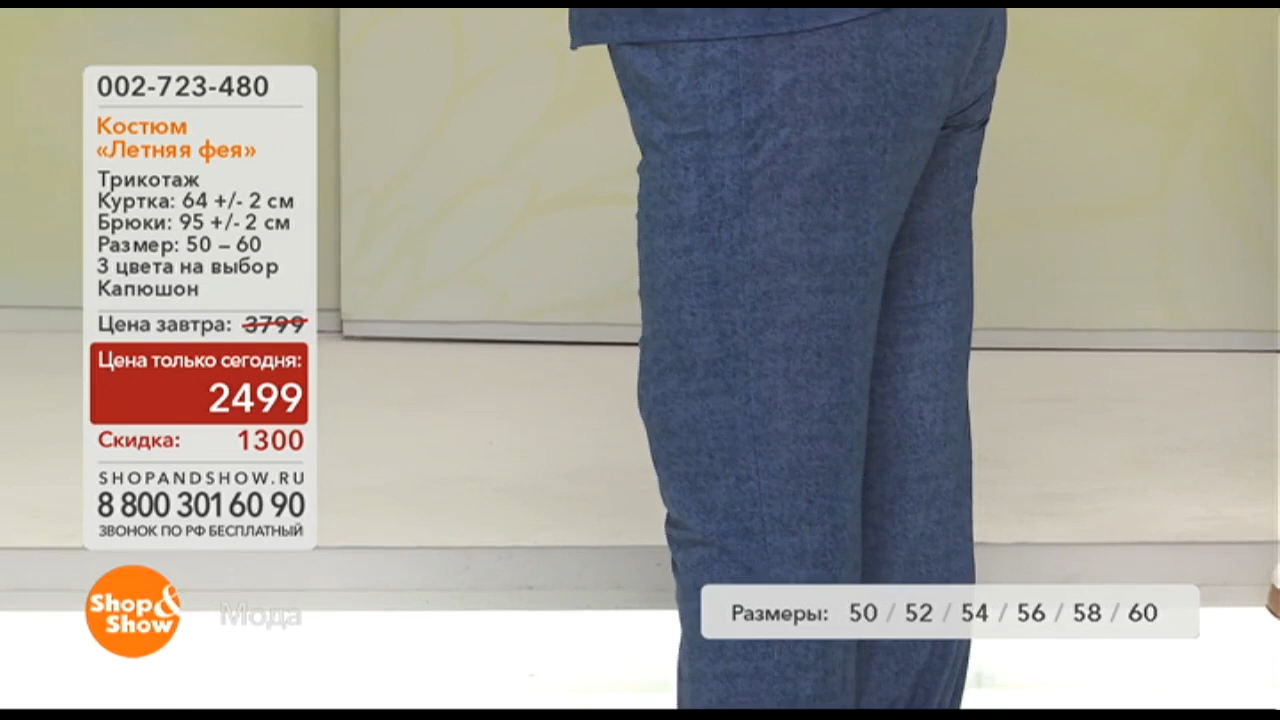 002-723-480
Костюм
«Летняя фея»
Трикотаж
Куртка: 64 +/- 2 см
Брюки: 95 +/- 2 см
Размер: 50 – 60
3 цвета на выбор
Капюшон
Цена завтра: 3799
Цена только сегодня:
2499
Скидка: 1300
SHOPANDSHOW.RU
8 800 301 60 90
ЗВОНОК ПО РФ БЕСПЛАТНЫЙ
Shop&
Show
Мода
Размеры: 50 / 52 / 54 / 56 / 58 / 60